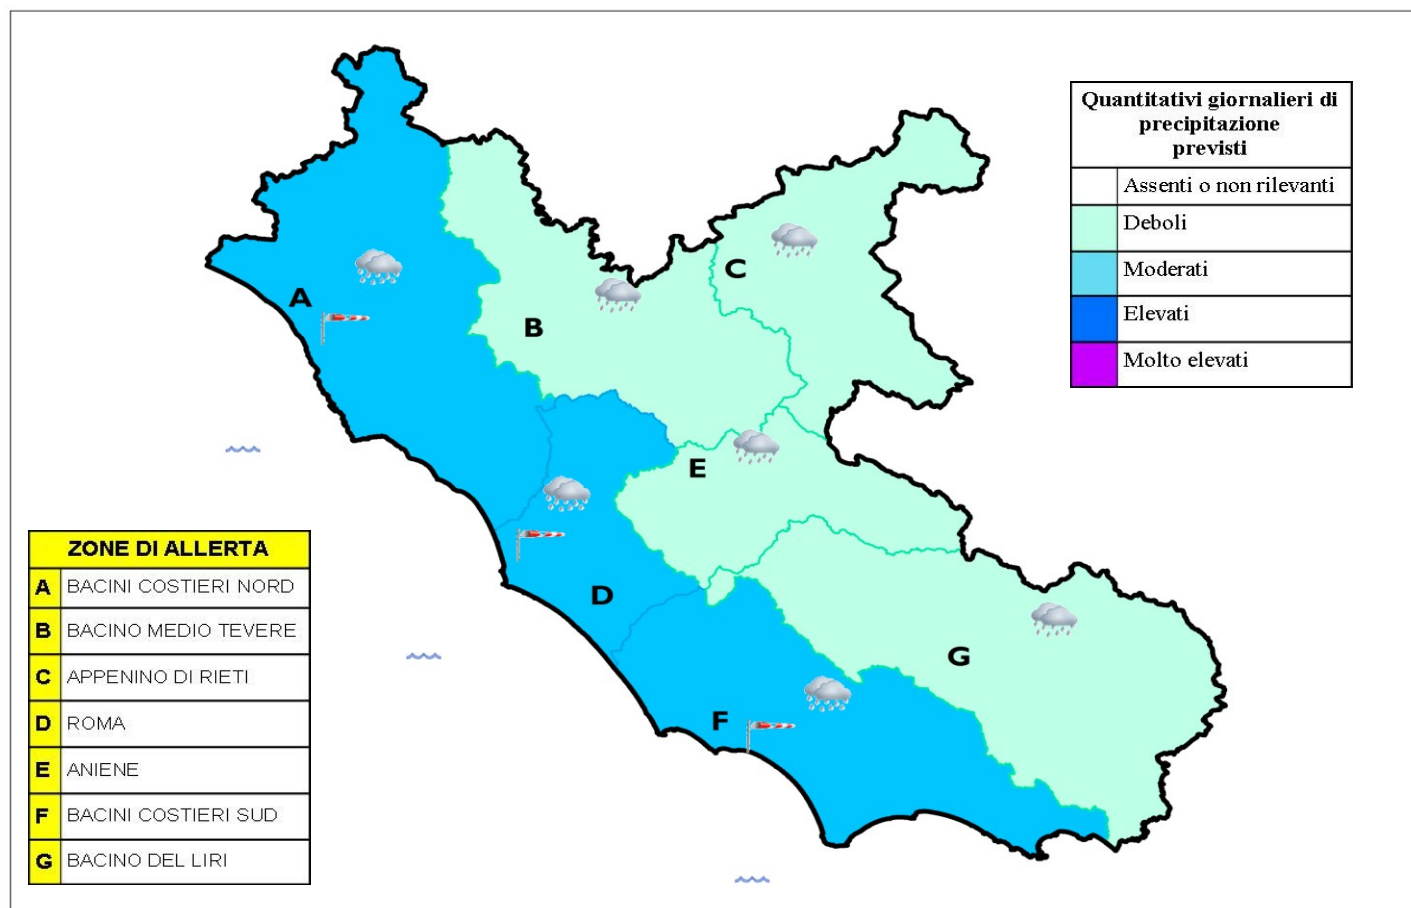 Quantitativi giornalieri di
precipitazione
previsti
Assenti o non rilevanti
Deboli
Moderati
Elevati
Molto elevati
A
B
C
E
D
F
G
ZONE DI ALLERTA
A BACINI COSTIERI NORD
B BACINO MEDIO TEVERE
C APPENINO DI RIETI
D ROMA
E ANIENE
F BACINI COSTIERI SUD
G BACINO DEL LIRI